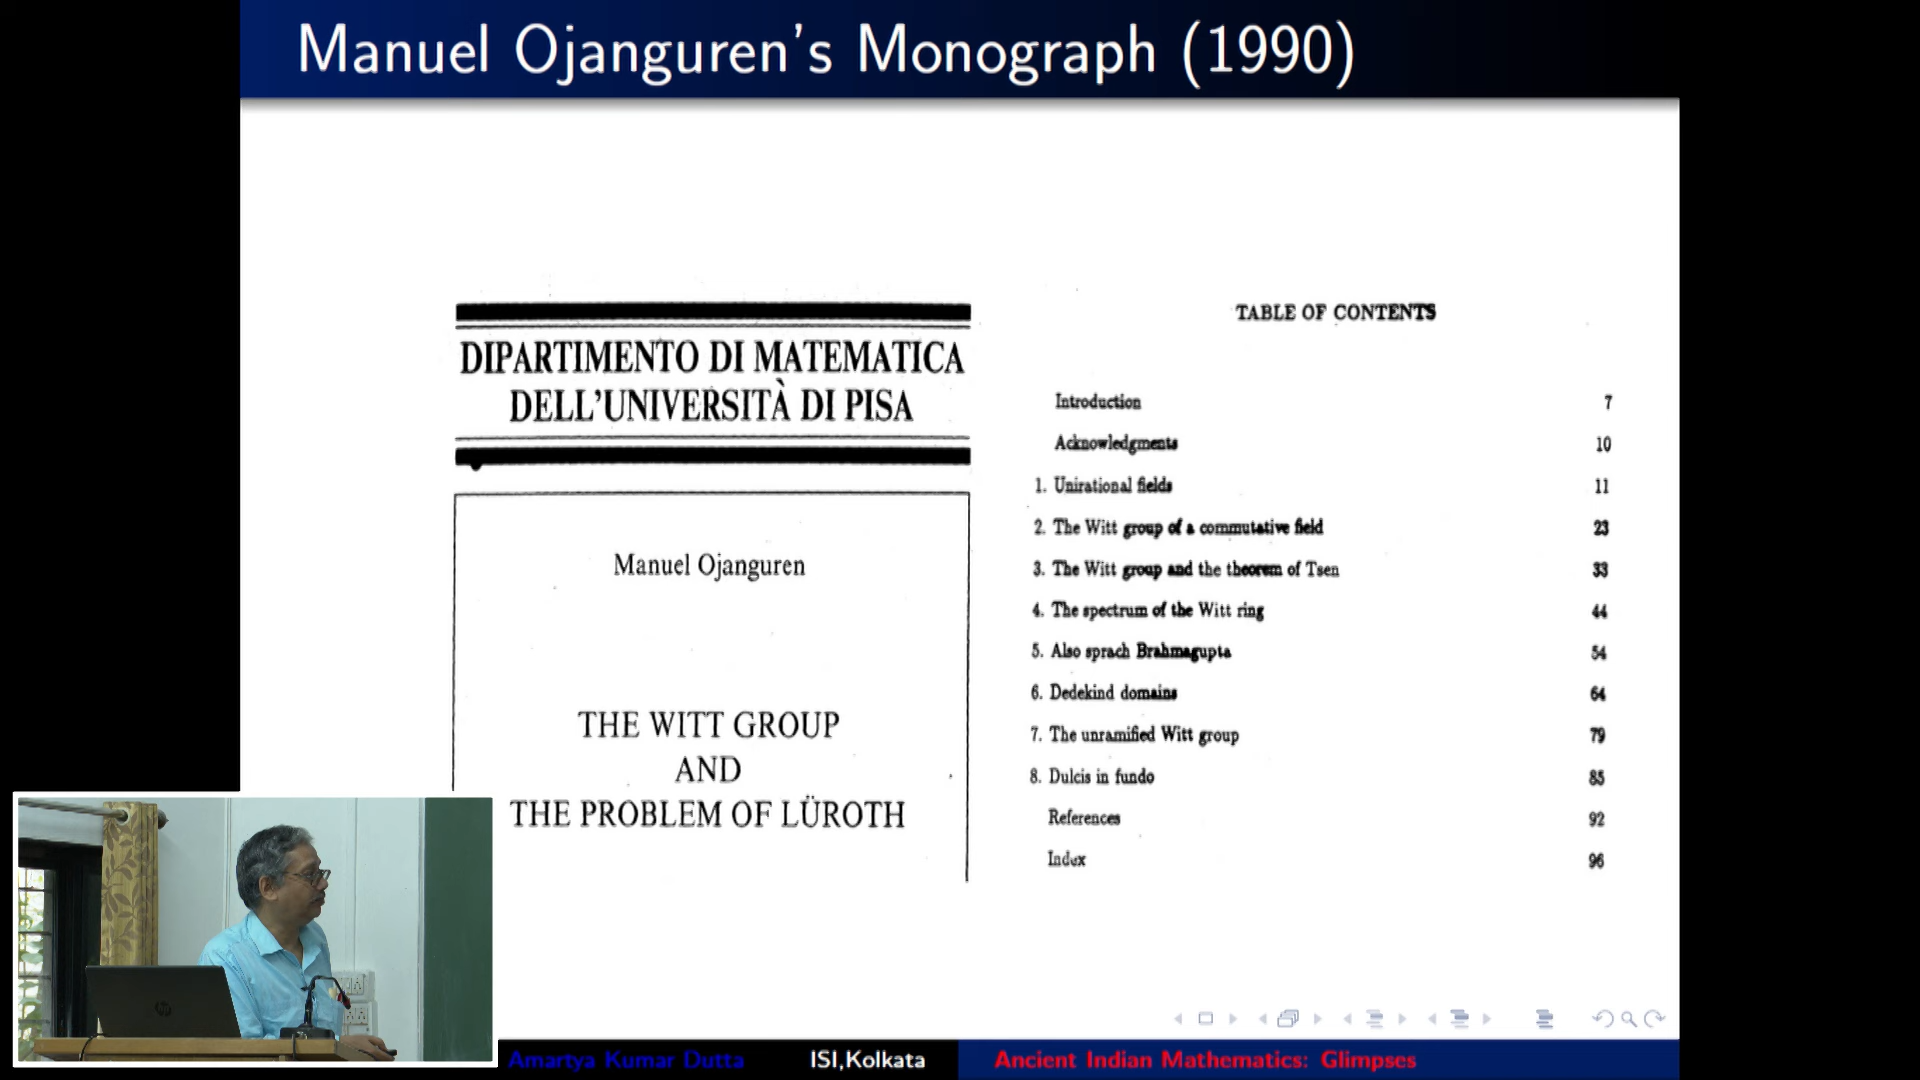 Manuel Ojanguren's Monograph (1990)
DIPARTIMENTO DI MATEMATICA
DELL'UNIVERSITÀ DI PISA
Manuel Ojanguren
THE WITT GROUP
AND
THE PROBLEM OF LÜROTH
TABLE OF CONTENTS
Introduction 7
Acknowledgments 10
1. Unirational fields 11
2. The Witt group of a commutative field 23
3. The Witt group and the theorem of Tsen 33
4. The spectrum of the Witt ring 44
5. Also sprach Brahmagupta 54
6. Dedekind domains 64
7. The unramified Witt group 79
8. Dulcis in fundo 85
References 92
Index 96
hp
Amartya Kumar Dutta ISI,Kolkata Ancient Indian Mathematics: Glimpses